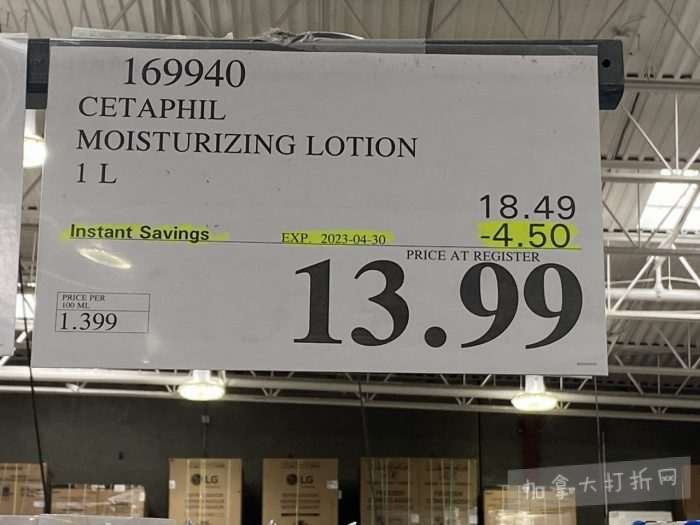 169940
CETAPHIL
MOISTURIZING LOTION
1 L
18.49
Instant Savings EXP. 2023-04-30 -4.50
PRICE AT REGISTER
13.99
PRICE PER
100 ML
1.399
LG
LG
加拿大打折网